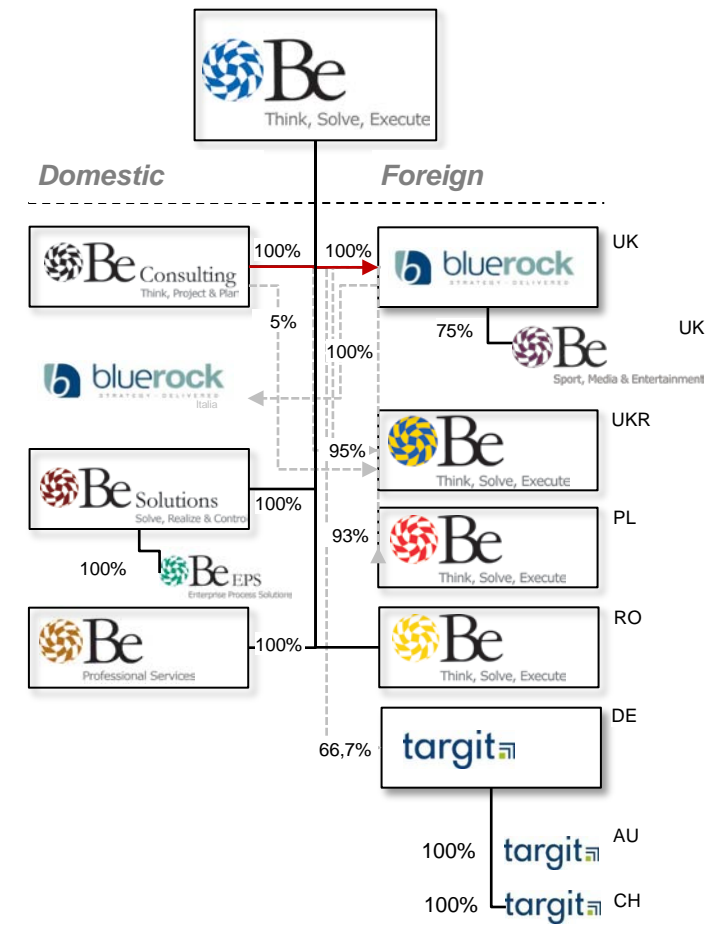 Be
Think, Solve, Execute
Domestic
Foreign
Be Consulting
Think, Project & Plan
100%
100%
bluerock
STRATEGY · DELIVERED
UK
5%
75%
Be
Sport, Media & Entertainment
UK
100%
bluerock
STRATEGY · DELIVERED
Italia
Be
Think, Solve, Execute
UKR
95%
Be Solutions
Solve, Realize & Control
100%
Be
Think, Solve, Execute
PL
93%
100%
Be EPS
Enterprise Process Solutions
Be
Professional Services
100%
Be
Think, Solve, Execute
RO
66,7%
targit
DE
100%
targit
AU
100%
targit
CH